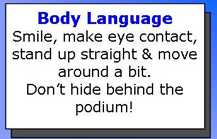 Body Language
Smile, make eye contact,
stand up straight & move
around a bit.
Don't hide behind the
podium!